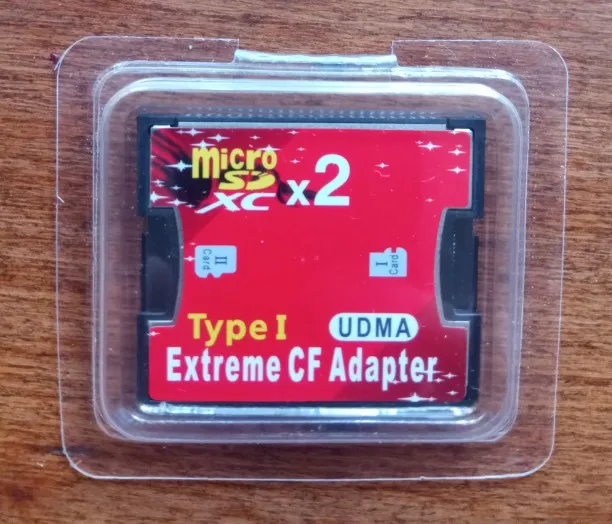 micro
SD
XC x2
II Card
I Card
Type I UDMA
Extreme CF Adapter